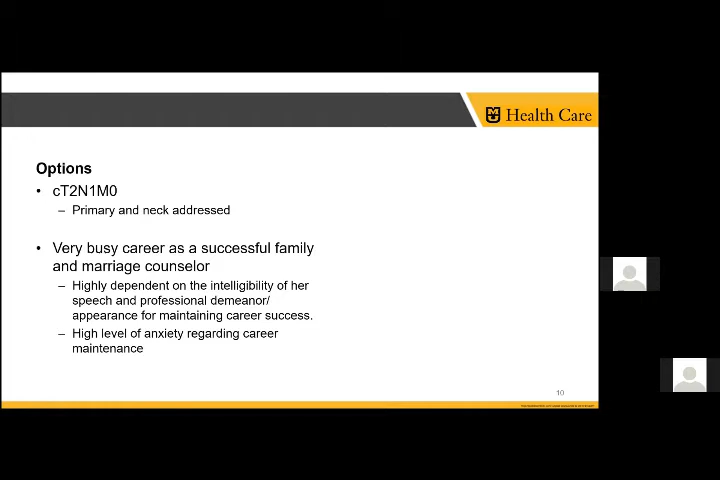 MU Health Care
Options
• cT2N1M0
– Primary and neck addressed
• Very busy career as a successful family
and marriage counselor
– Highly dependent on the intelligibility of her
speech and professional demeanor/
appearance for maintaining career success.
– High level of anxiety regarding career
maintenance
10